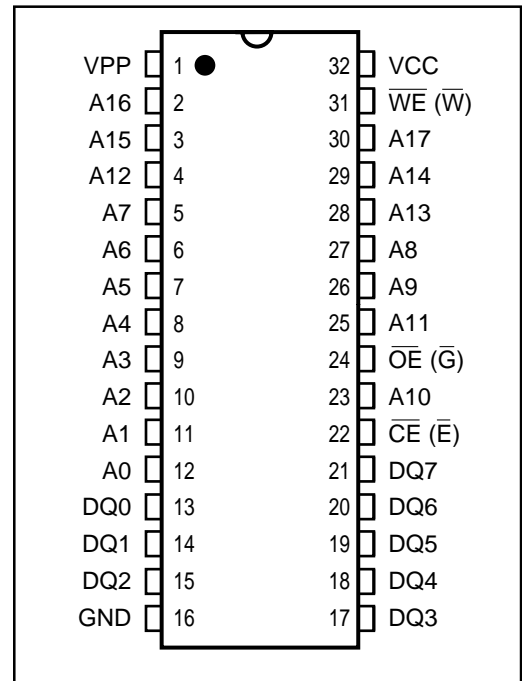 VPP 1 32 VCC
A16 2 31 W̅E̅ (W̅)
A15 3 30 A17
A12 4 29 A14
A7 5 28 A13
A6 6 27 A8
A5 7 26 A9
A4 8 25 A11
A3 9 24 O̅E̅ (G̅)
A2 10 23 A10
A1 11 22 C̅E̅ (E̅)
A0 12 21 DQ7
DQ0 13 20 DQ6
DQ1 14 19 DQ5
DQ2 15 18 DQ4
GND 16 17 DQ3